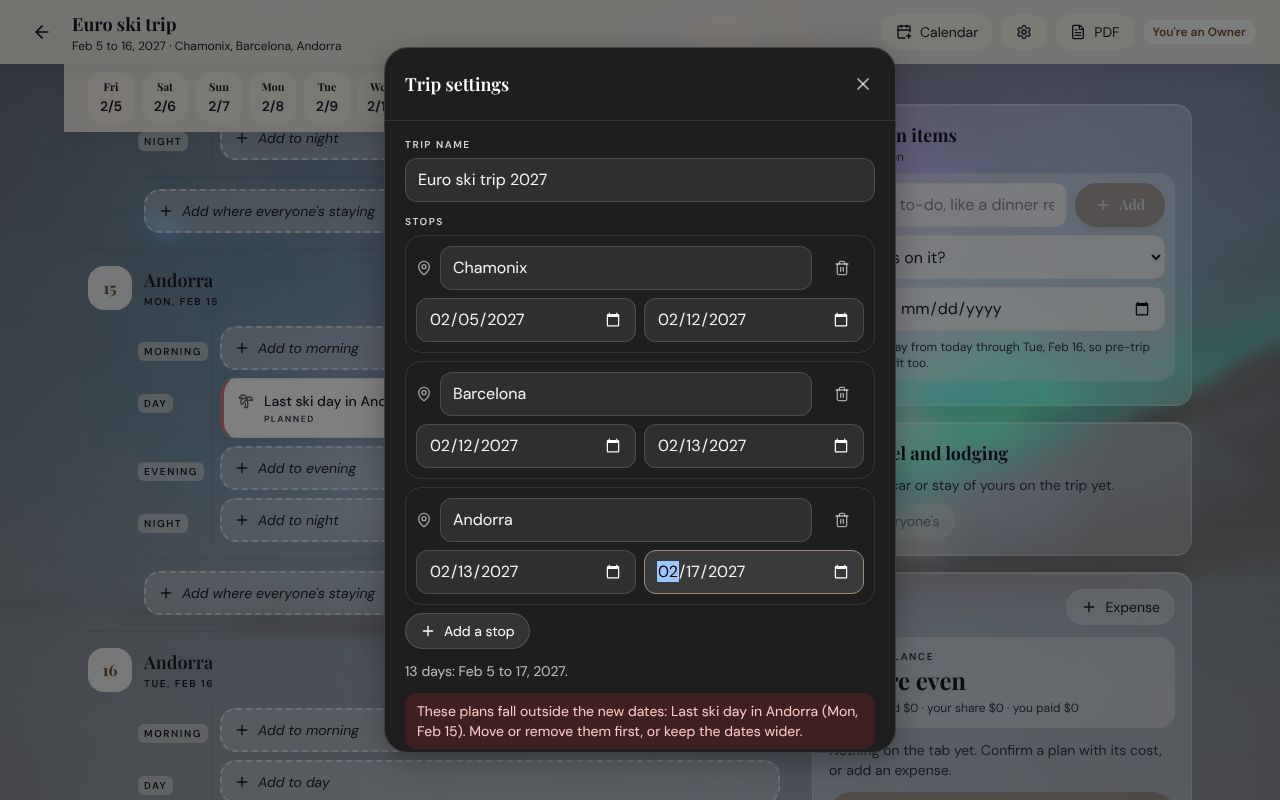 Euro ski trip
Feb 5 to 16, 2027 · Chamonix, Barcelona, Andorra
Calendar
PDF
You're an Owner
Fri
2/5
Sat
2/6
Sun
2/7
Mon
2/8
Tue
2/9
NIGHT
Add to night
Add where everyone's staying
15
Andorra
MON, FEB 15
MORNING
Add to morning
DAY
Last ski day in And
PLANNED
EVENING
Add to evening
NIGHT
Add to night
Add where everyone's staying
16
Andorra
TUE, FEB 16
MORNING
Add to morning
DAY
Add to day
Trip settings
TRIP NAME
Euro ski trip 2027
STOPS
Chamonix
02/05/2027
02/12/2027
Barcelona
02/12/2027
02/13/2027
Andorra
02/13/2027
02/17/2027
Add a stop
13 days: Feb 5 to 17, 2027.
These plans fall outside the new dates: Last ski day in Andorra (Mon,
Feb 15). Move or remove them first, or keep the dates wider.
items
to-do, like a dinner re
Add
on it?
mm/dd/yyyy
from today through Tue, Feb 16, so pre-trip
too.
and lodging
car or stay of yours on the trip yet.
Expense
even
$0 · your share $0 · you paid $0
Nothing on the tab yet. Confirm a plan with its cost,
or add an expense.